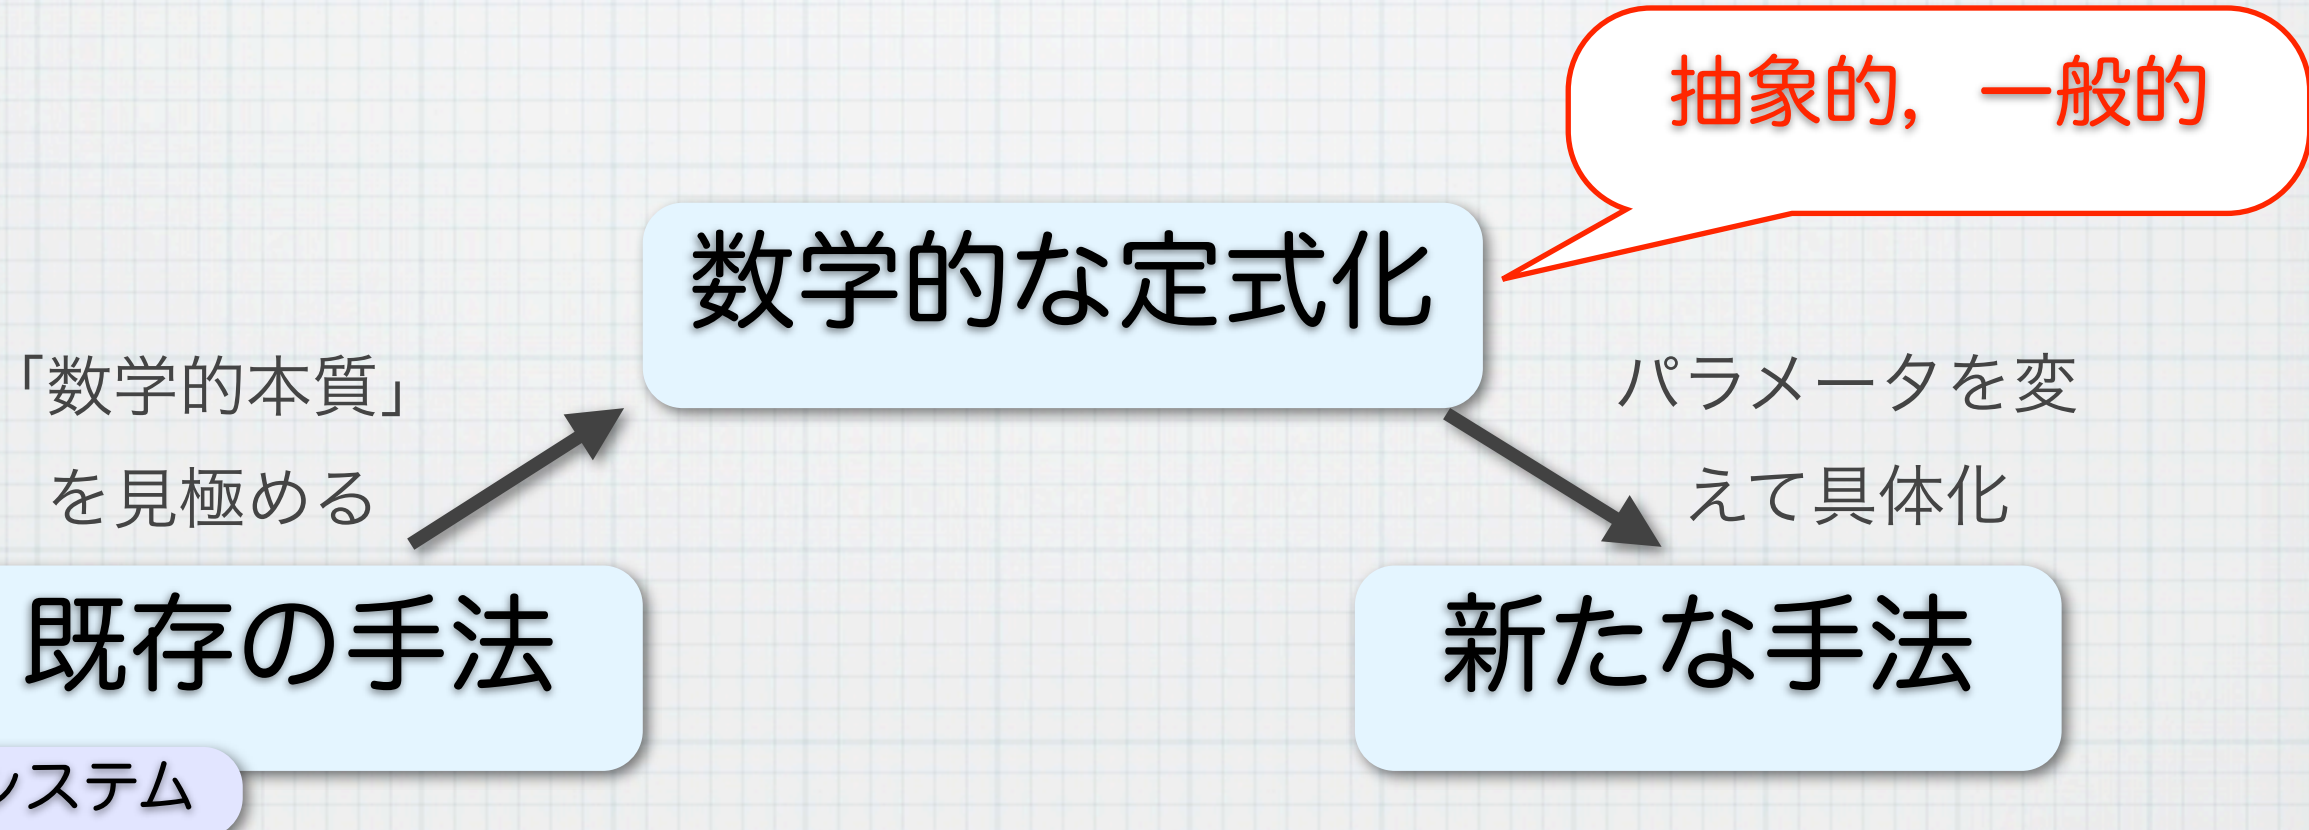 抽象的，一般的
数学的な定式化
「数学的本質」
を見極める
パラメータを変
えて具体化
既存の手法
新たな手法
システム